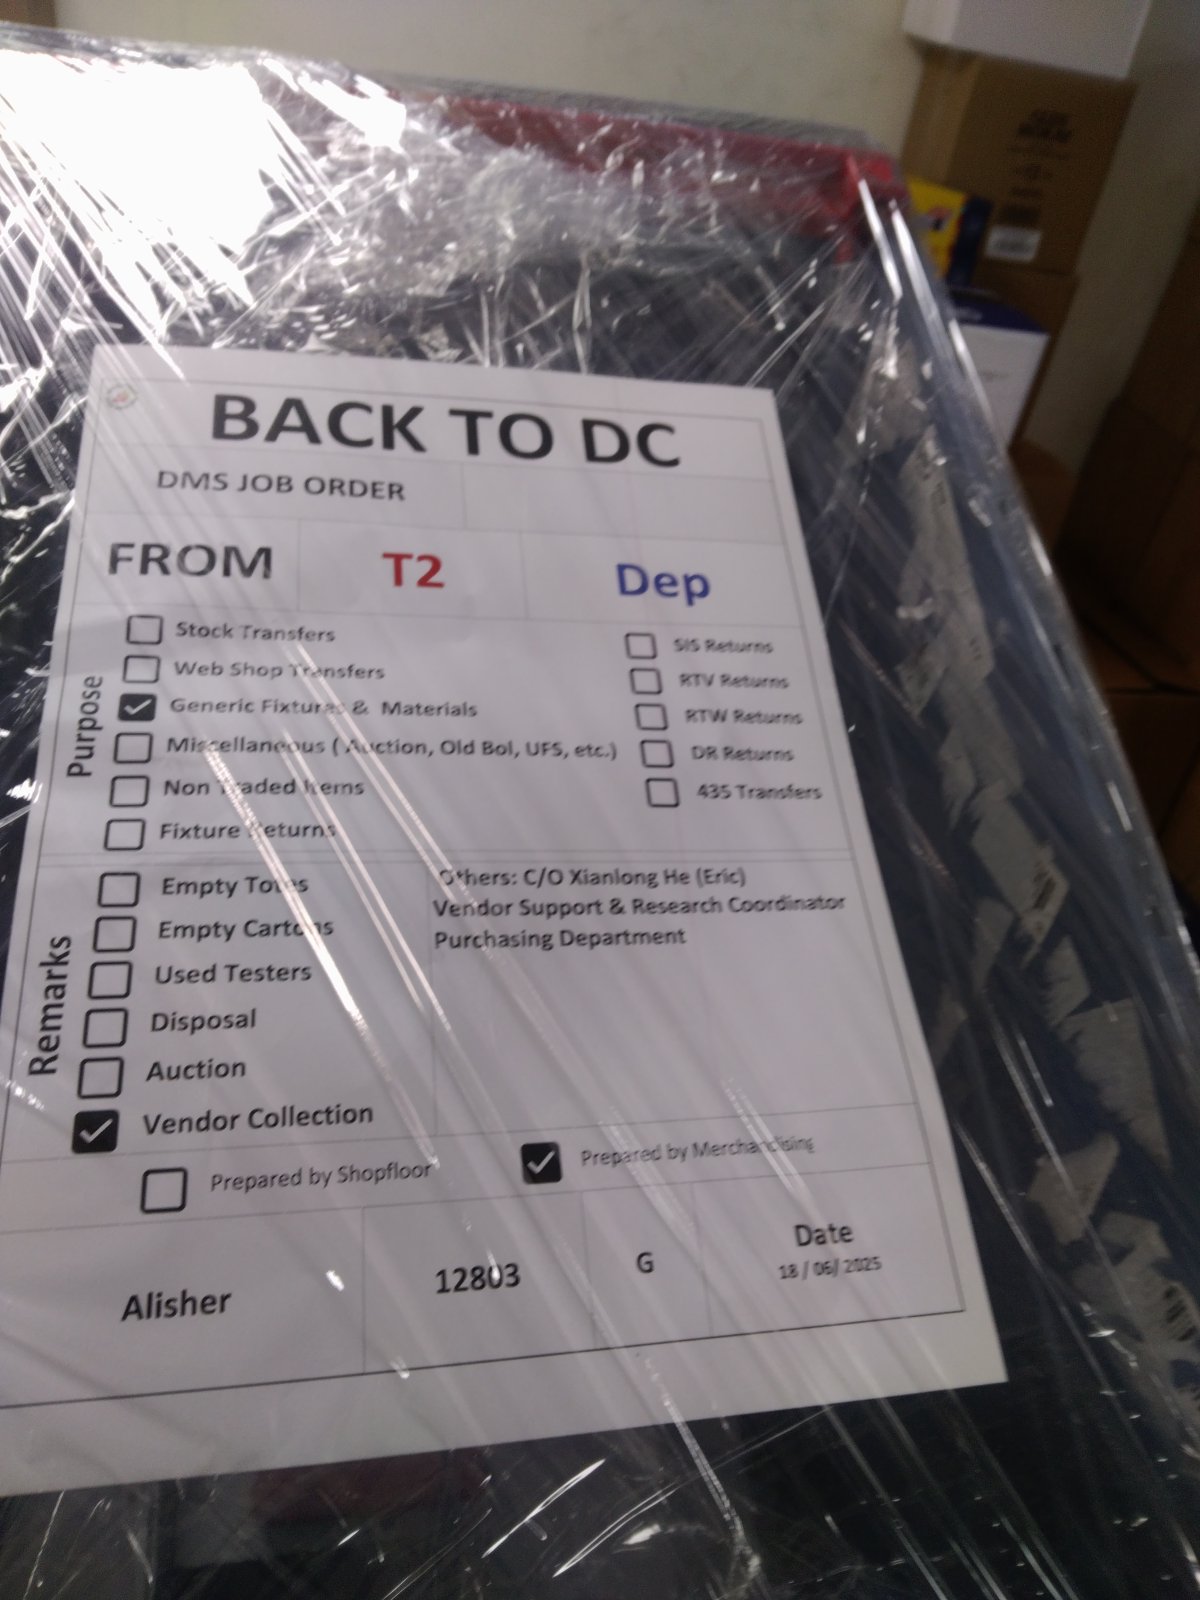 BACK TO DC
DMS JOB ORDER
FROM T2 Dep
Purpose
Stock Transfers
Web Shop Transfers
Generic Fixtures & Materials
Miscellaneous ( Auction, Old Bol, UFS, etc.)
Non Traded Items
Fixture Returns
SIS Returns
RTV Returns
RTW Returns
DR Returns
435 Transfers
Remarks
Empty Totes
Empty Cartons
Used Testers
Disposal
Auction
Vendor Collection
Others: C/O Xianlong He (Eric)
Vendor Support & Research Coordinator
Purchasing Department
Prepared by Shopfloor
Prepared by Merchandising
Alisher
12803
G
Date
18 / 06/ 2025